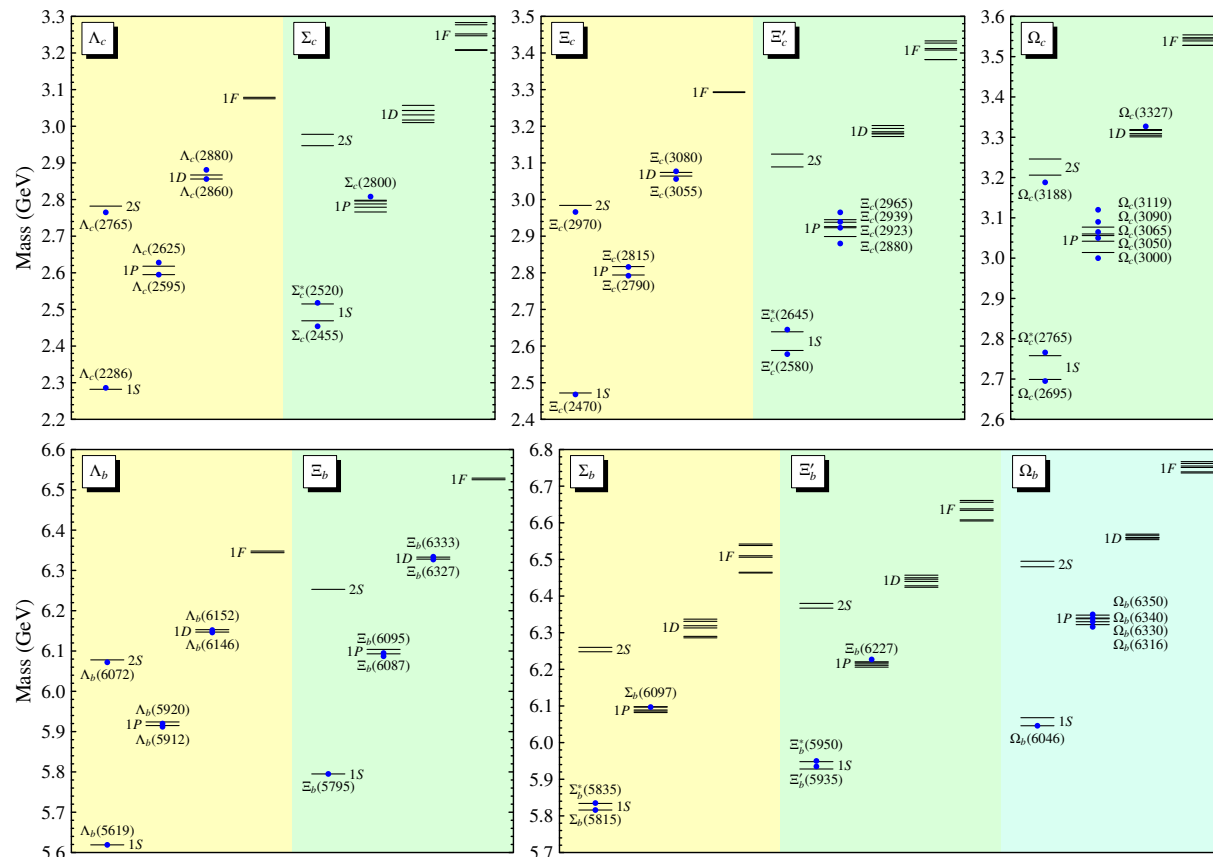 Mass (GeV)
3.3
3.2
3.1
3.0
2.9
2.8
2.7
2.6
2.5
2.4
2.3
2.2
Λc
1F
Λc(2880)
1D
Λc(2860)
2S
Λc(2765)
Λc(2625)
1P
Λc(2595)
Λc(2286)
1S
Σc
1F
1D
2S
Σc(2800)
1P
Σc*(2520)
1S
Σc(2455)
3.5
3.4
3.3
3.2
3.1
3.0
2.9
2.8
2.7
2.6
2.5
2.4
Ξc
1F
Ξc(3080)
1D
Ξc(3055)
2S
Ξc(2970)
Ξc(2815)
1P
Ξc(2790)
1S
Ξc(2470)
Ξ′c
1F
1D
2S
Ξc(2965)
Ξc(2939)
1P
Ξc(2923)
Ξc(2880)
Ξc*(2645)
1S
Ξ′c(2580)
3.6
3.5
3.4
3.3
3.2
3.1
3.0
2.9
2.8
2.7
2.6
Ωc
1F
Ωc(3327)
1D
2S
Ωc(3188)
Ωc(3119)
Ωc(3090)
Ωc(3065)
1P
Ωc(3050)
Ωc(3000)
Ωc*(2765)
1S
Ωc(2695)
Mass (GeV)
6.6
6.5
6.4
6.3
6.2
6.1
6.0
5.9
5.8
5.7
5.6
Λb
1F
Λb(6152)
1D
Λb(6146)
2S
Λb(6072)
Λb(5920)
1P
Λb(5912)
Λb(5619)
1S
Ξb
1F
Ξb(6333)
1D
Ξb(6327)
2S
Ξb(6095)
1P
Ξb(6087)
1S
Ξb(5795)
6.8
6.7
6.6
6.5
6.4
6.3
6.2
6.1
6.0
5.9
5.8
5.7
Σb
1F
1D
2S
Σb(6097)
1P
Σb*(5835)
1S
Σb(5815)
Ξ′b
1F
1D
2S
Ξb(6227)
1P
Ξb*(5950)
1S
Ξ′b(5935)
Ωb
1F
1D
2S
Ωb(6350)
1P
Ωb(6340)
Ωb(6330)
Ωb(6316)
1S
Ωb(6046)